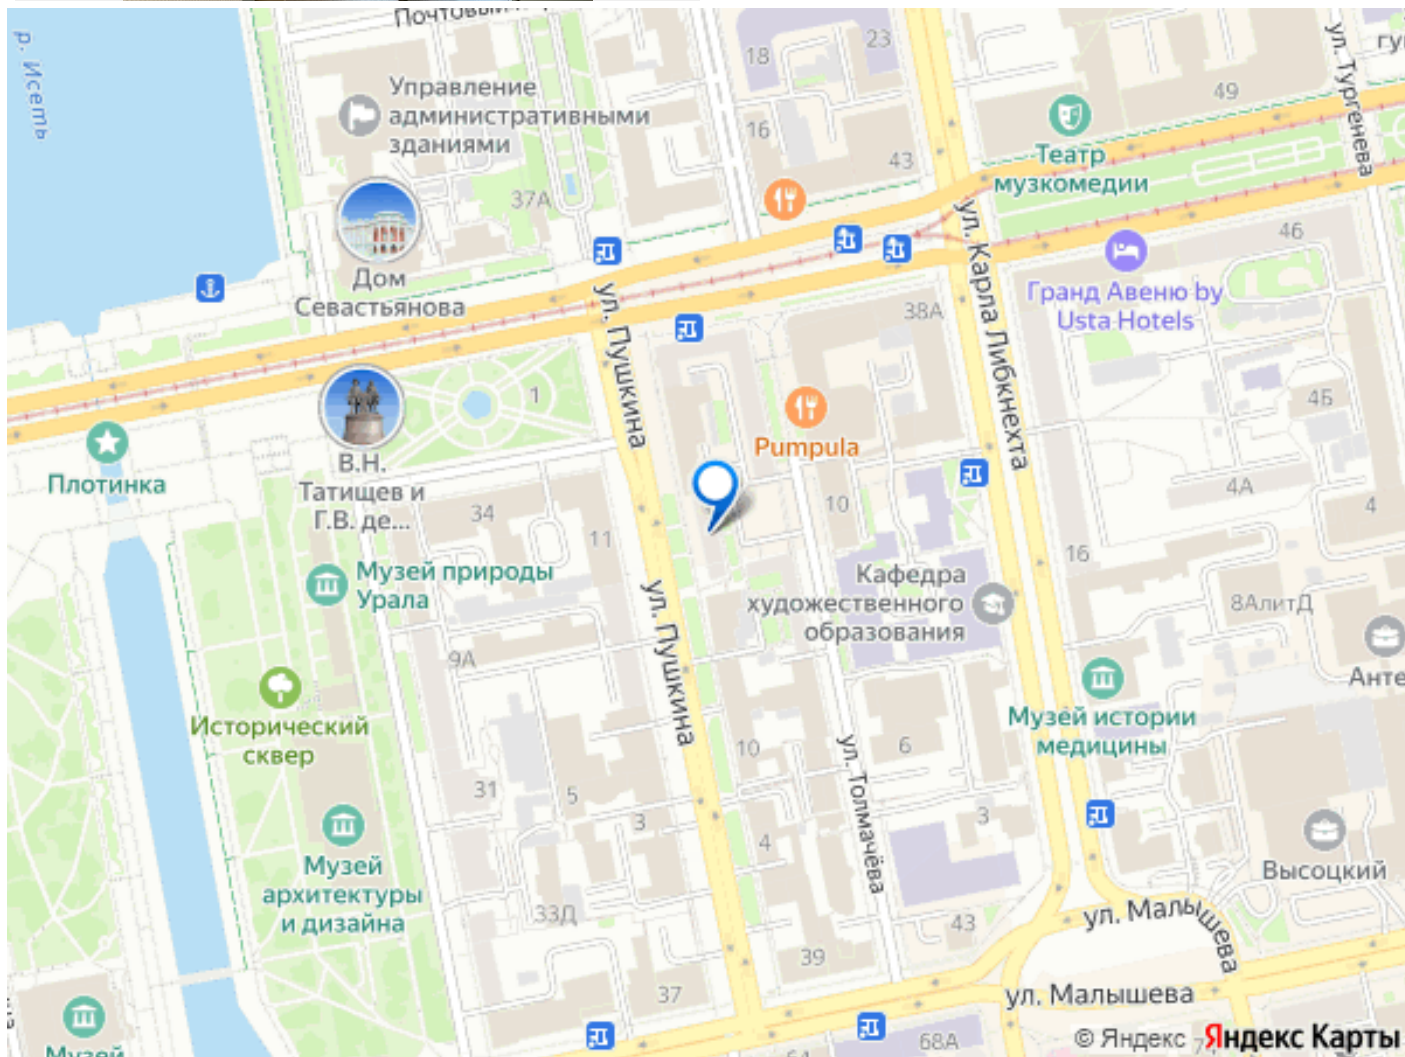 Почтовый
р. Исеть
18
23
ул. Тургенева
гу
Управление
административными
зданиями
49
16
43
Театр
музкомедии
37А
ул. Карла Либкнехта
46
Дом
Севастьянова
Гранд Авеню by
Usta Hotels
38А
ул. Пушкина
1
4Б
Pumpula
Плотинка
В.Н.
Татищев и
Г.В. де...
34
11
10
4А
4
16
Музей природы
Урала
Кафедра
художественного
образования
8АлитД
ул. Пушкина
9А
Анте
Исторический
сквер
Музей истории
медицины
10
ул. Толмачёва
6
31
5
3
4
3
Высоцкий
Музей
архитектуры
и дизайна
33Д
43
ул. Малышева
39
37
ул. Малышева
68А
Музей
© Яндекс
Яндекс Карты